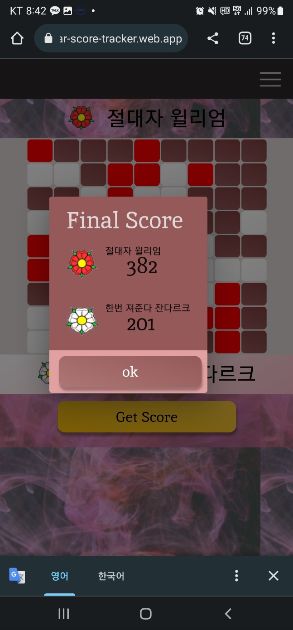 KT 8:42
99%
ar-score-tracker.web.app
74
절대자 윌리엄
Final Score
절대자 윌리엄
382
한번 져준다 잔다르크
201
ok
다르크
Get Score
영어 한국어